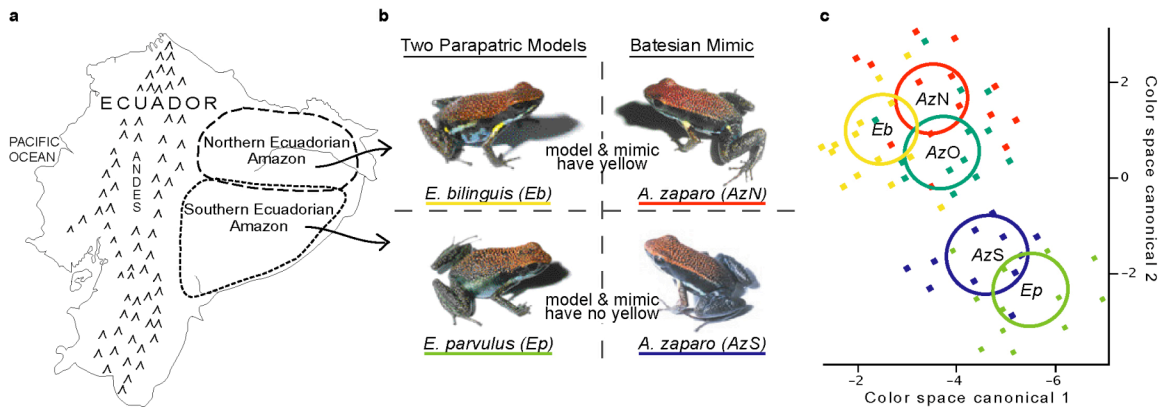 a
ECUADOR
PACIFIC
OCEAN
ANDES
Northern Ecuadorian
Amazon
Southern Ecuadorian
Amazon
b
Two Parapatric Models
Batesian Mimic
model & mimic
have yellow
E. bilinguis (Eb)
A. zaparo (AzN)
model & mimic
have no yellow
E. parvulus (Ep)
A. zaparo (AzS)
c
AzN
Eb
AzO
AzS
Ep
2
0
-2
Color space canonical 2
-2
-4
-6
Color space canonical 1